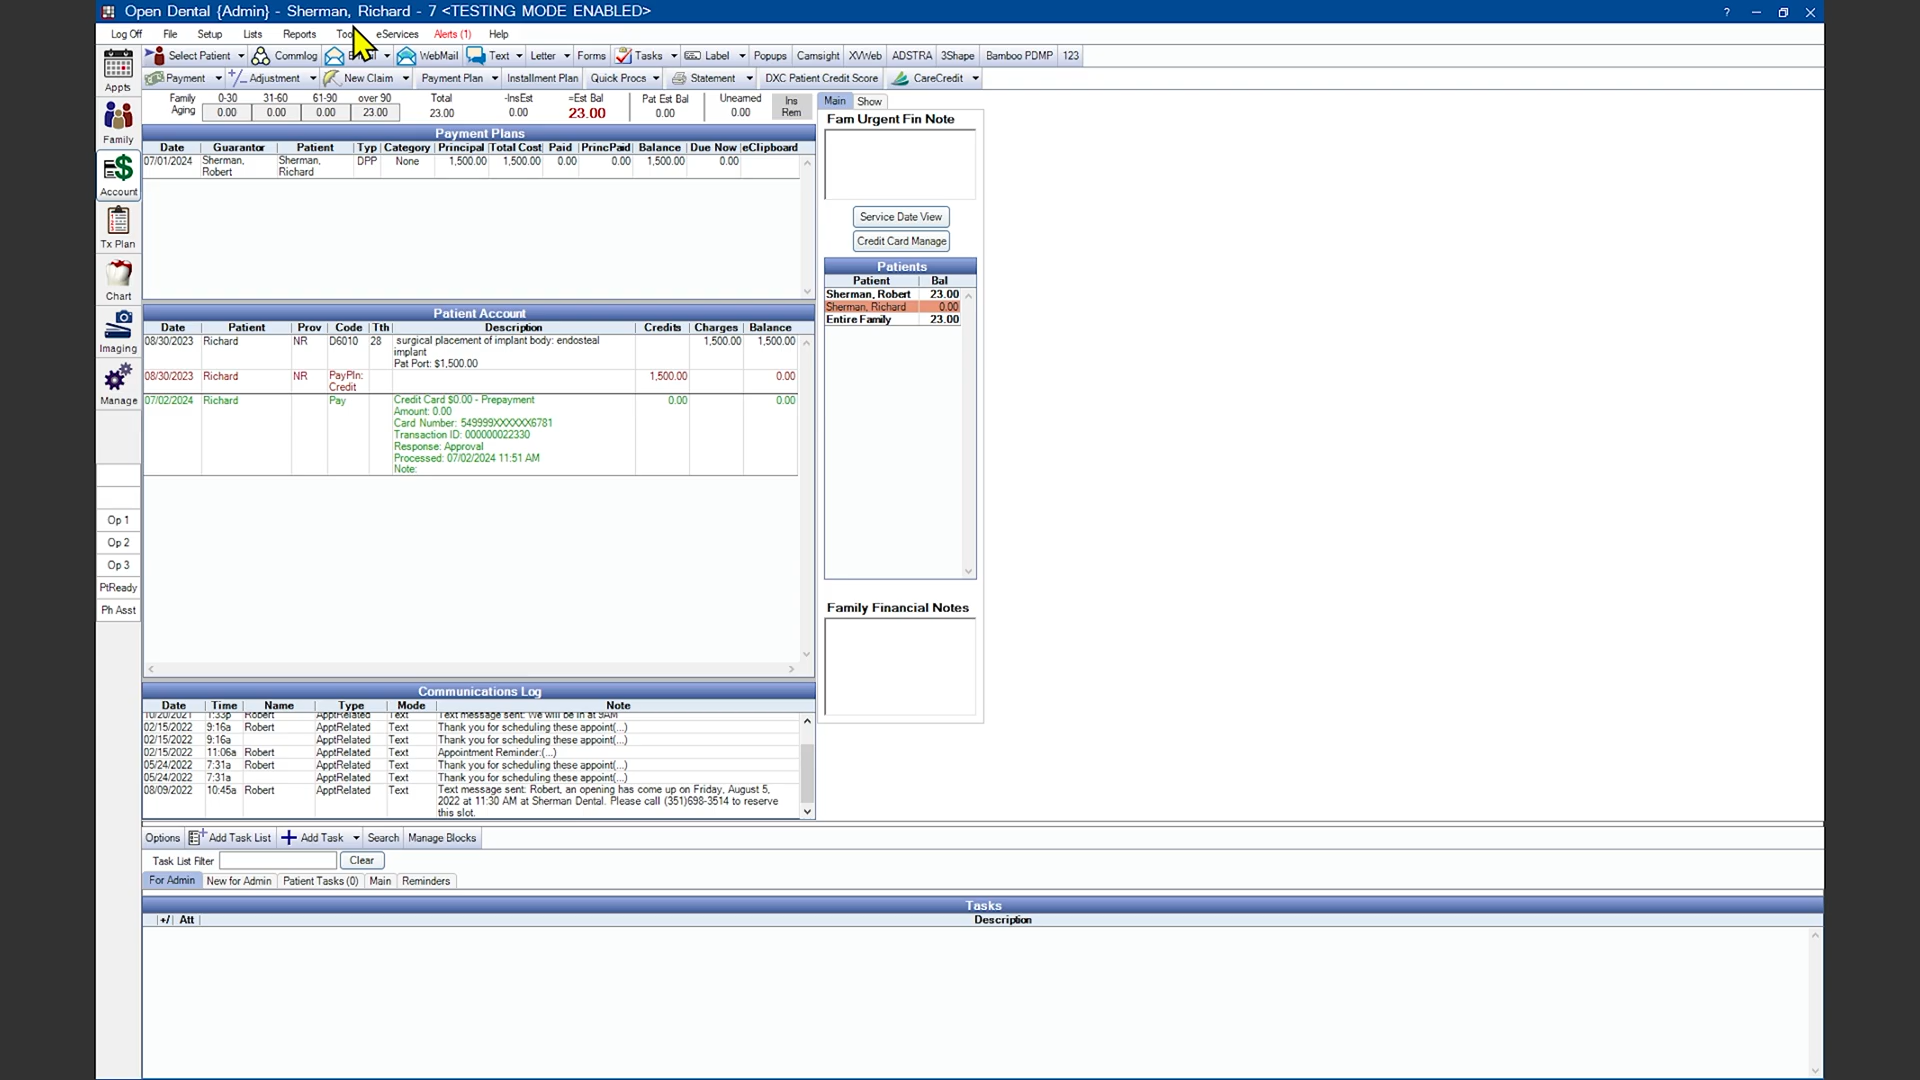 Open Dental {Admin} - Sherman, Richard - 7 <TESTING MODE ENABLED>
Log Off File Setup Lists Reports eServices Alerts (1) Help
Select Patient Commlog WebMail Text Letter Forms Tasks Label Popups Camsight XVWeb ADSTRA 3Shape Bamboo PDMP 123
Payment Adjustment New Claim Payment Plan Installment Plan Quick Procs Statement DXC Patient Credit Score CareCredit
Appts
Family
Account
Tx Plan
Chart
Imaging
Manage
Op 1
Op 2
Op 3
PtReady
Ph Asst
Family Aging 0-30 31-60 61-90 over 90 Total -InsEst =Est Bal Pat Est Bal Unearned Ins Rem
0.00 0.00 0.00 23.00 23.00 0.00 23.00 0.00 0.00
Payment Plans
Date Guarantor Patient Typ Category Principal Total Cost Paid PrincPaid Balance Due Now eClipboard
07/01/2024 Sherman, Robert Sherman, Richard DPP None 1,500.00 1,500.00 0.00 0.00 1,500.00 0.00
Patient Account
Date Patient Prov Code Tth Description Credits Charges Balance
08/30/2023 Richard NR D6010 28 surgical placement of implant body: endosteal 1,500.00 1,500.00
implant
Pat Port: $1,500.00
08/30/2023 Richard NR PayPln: Credit 1,500.00 0.00
07/02/2024 Richard Pay Credit Card $0.00 - Prepayment 0.00 0.00
Amount: 0.00
Card Number: 549999XXXXXX6781
Transaction ID: 000000022330
Response: Approval
Processed: 07/02/2024 11:51 AM
Note:
Communications Log
Date Time Name Type Mode Note
10/20/2021 1:33p Robert ApptRelated Text Text message sent: We will be in at 9AM
02/15/2022 9:16a Robert ApptRelated Text Thank you for scheduling these appoint(...)
02/15/2022 9:16a ApptRelated Text Thank you for scheduling these appoint(...)
02/15/2022 11:06a Robert ApptRelated Text Appointment Reminder:(...)
05/24/2022 7:31a Robert ApptRelated Text Thank you for scheduling these appoint(...)
05/24/2022 7:31a ApptRelated Text Thank you for scheduling these appoint(...)
08/09/2022 10:45a Robert ApptRelated Text Text message sent: Robert, an opening has come up on Friday, August 5,
2022 at 11:30 AM at Sherman Dental. Please call (351)698-3514 to reserve
this slot.
Main Show
Fam Urgent Fin Note
Service Date View
Credit Card Manage
Patients
Patient Bal
Sherman, Robert 23.00
Sherman, Richard 0.00
Entire Family 23.00
Family Financial Notes
Options Add Task List Add Task Search Manage Blocks
Task List Filter Clear
For Admin New for Admin Patient Tasks (0) Main Reminders
Tasks
+/ Att Description